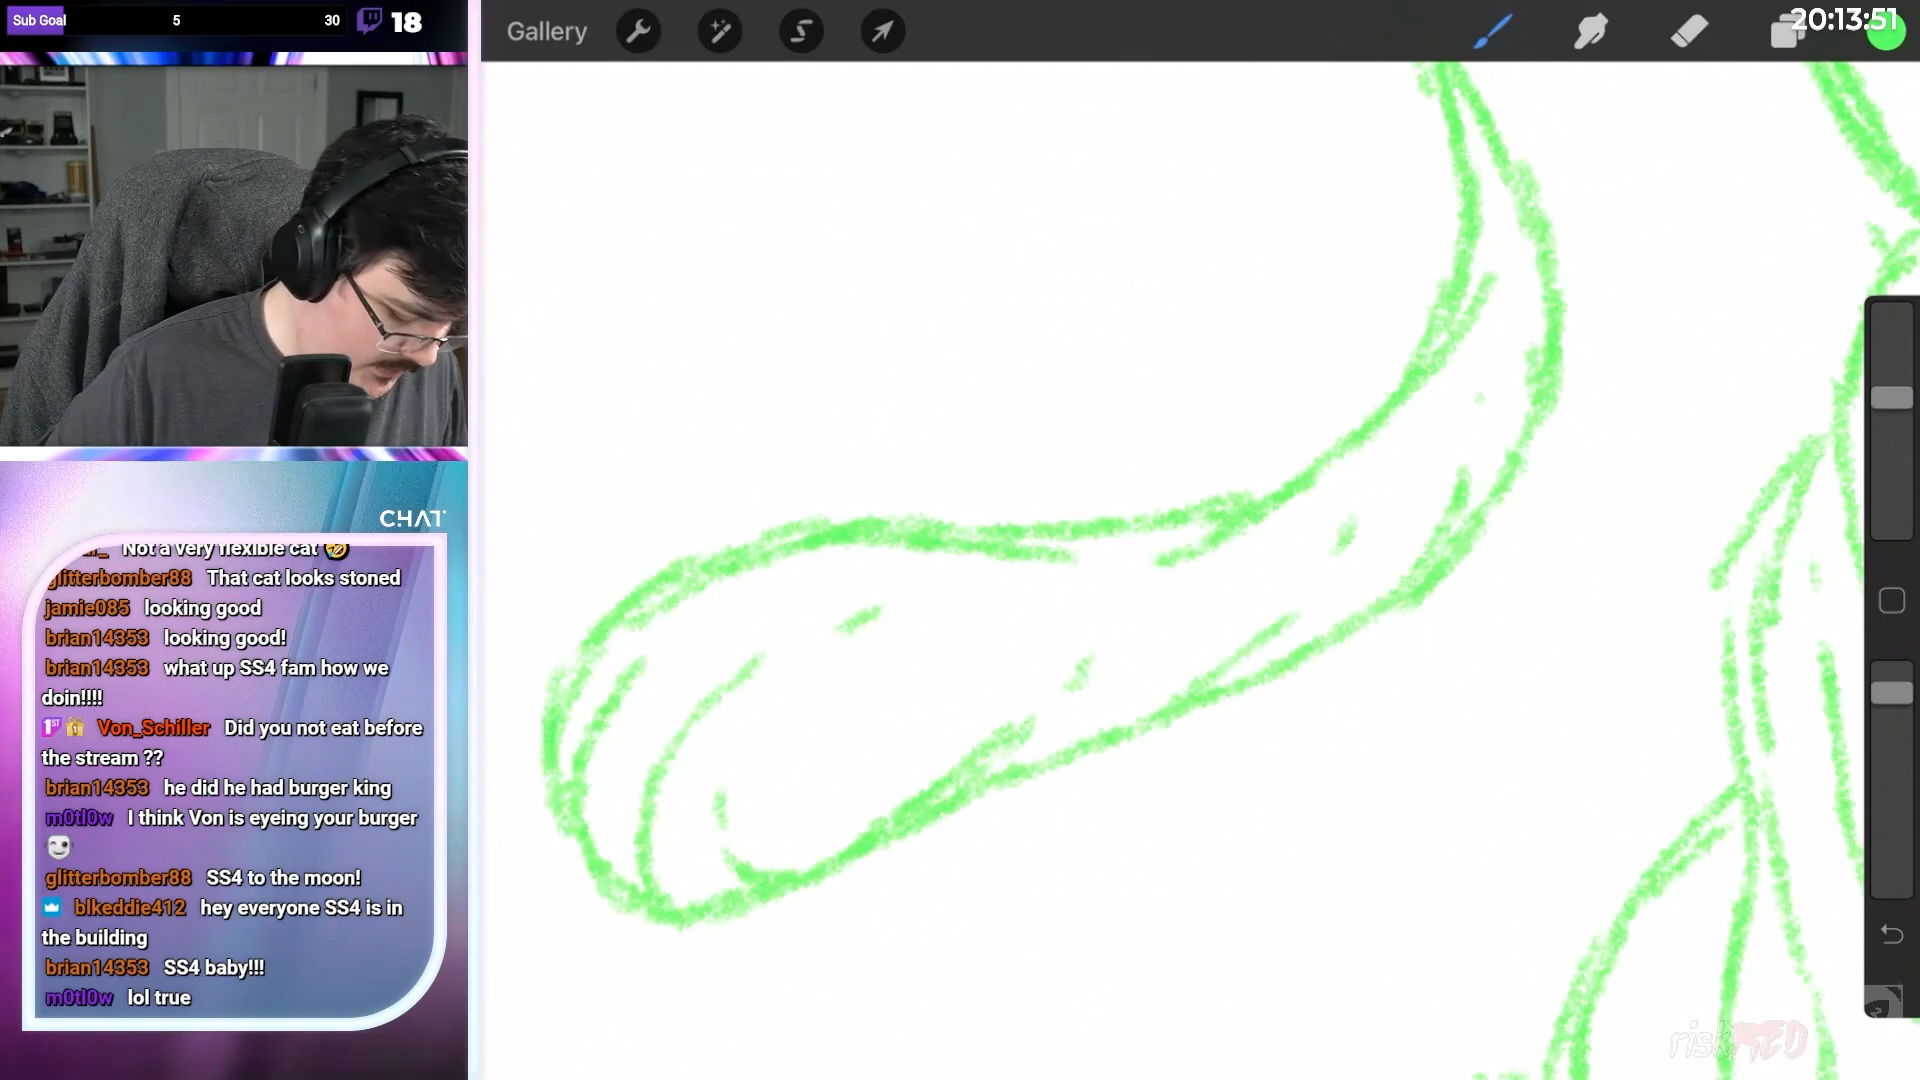 Sub Goal 5 30 18
Gallery
20:13:51
CHAT
Not a very flexible cat
glitterbomber88 That cat looks stoned
jamie085 looking good
brian14353 looking good!
brian14353 what up SS4 fam how we
doin!!!!
1ST Von_Schiller Did you not eat before
the stream ??
brian14353 he did he had burger king
m0tl0w I think Von is eyeing your burger
glitterbomber88 SS4 to the moon!
blkeddie412 hey everyone SS4 is in
the building
brian14353 SS4 baby!!!
m0tl0w lol true
riskRED